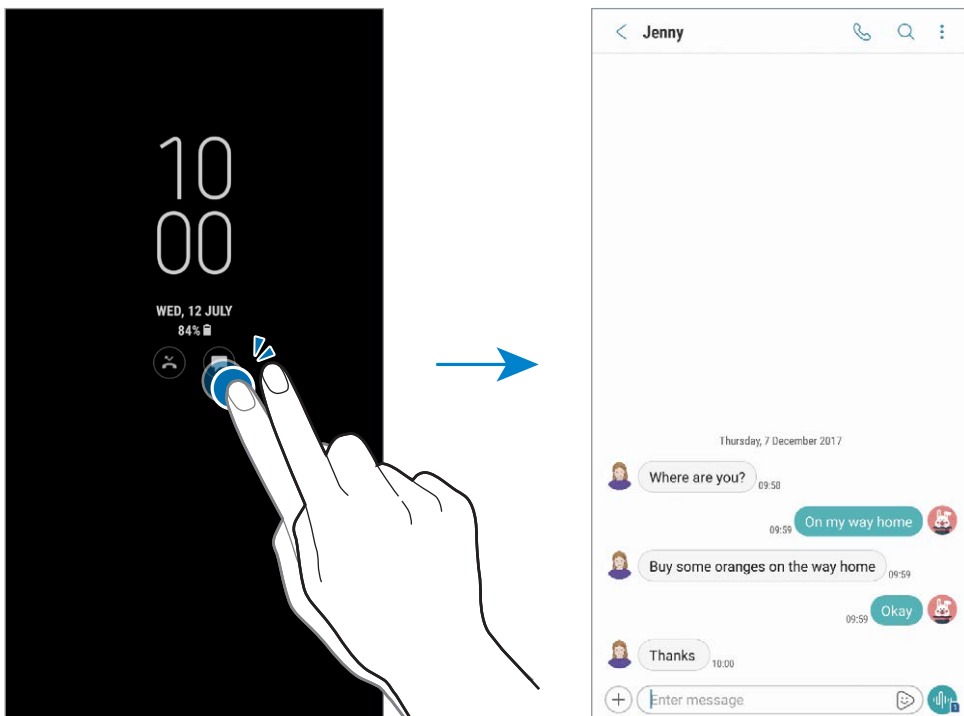 10
00
WED, 12 JULY
84%
Jenny
Thursday, 7 December 2017
Where are you?
09:58
09:59
On my way home
Buy some oranges on the way home
09:59
09:59
Okay
Thanks
10:00
Enter message
1